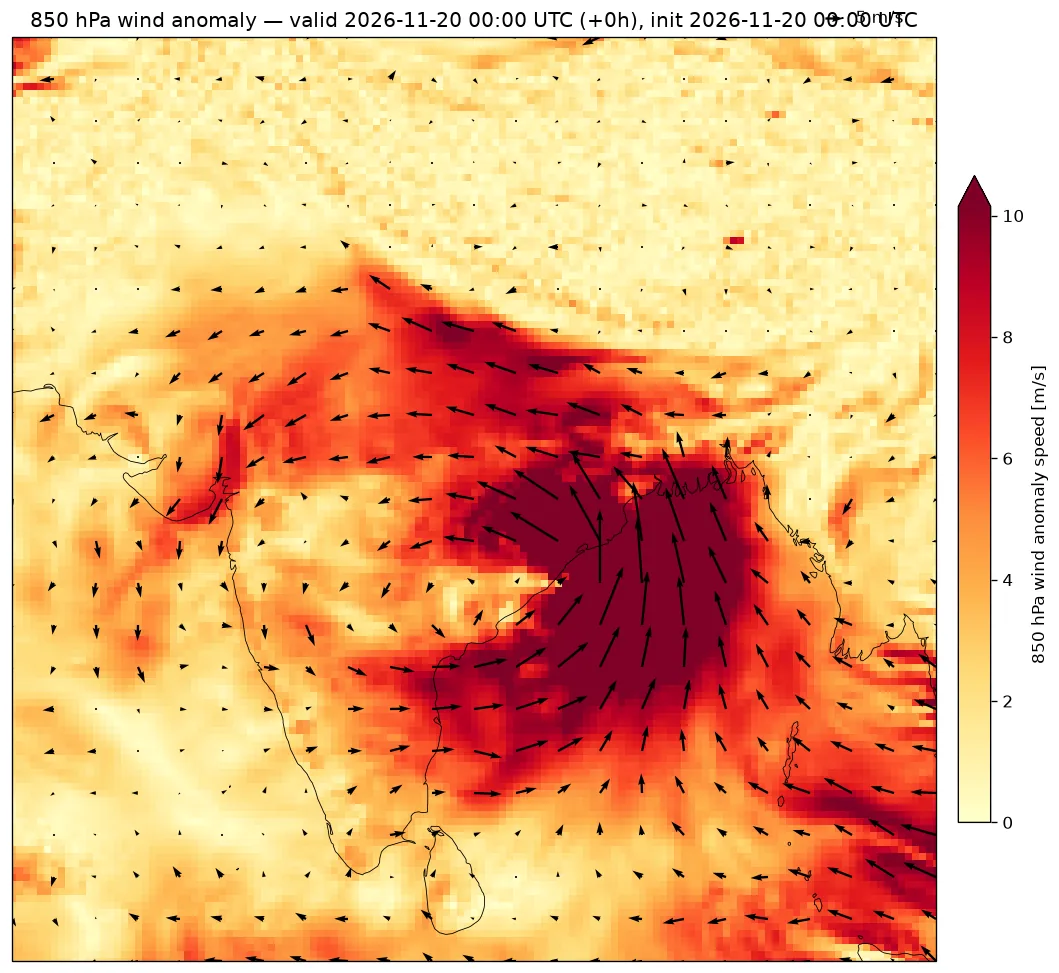 850 hPa wind anomaly — valid 2026-11-20 00:00 UTC (+0h), init 2026-11-20 00:00 UTC
5 m/s
10
8
6
4
2
0
850 hPa wind anomaly speed [m/s]